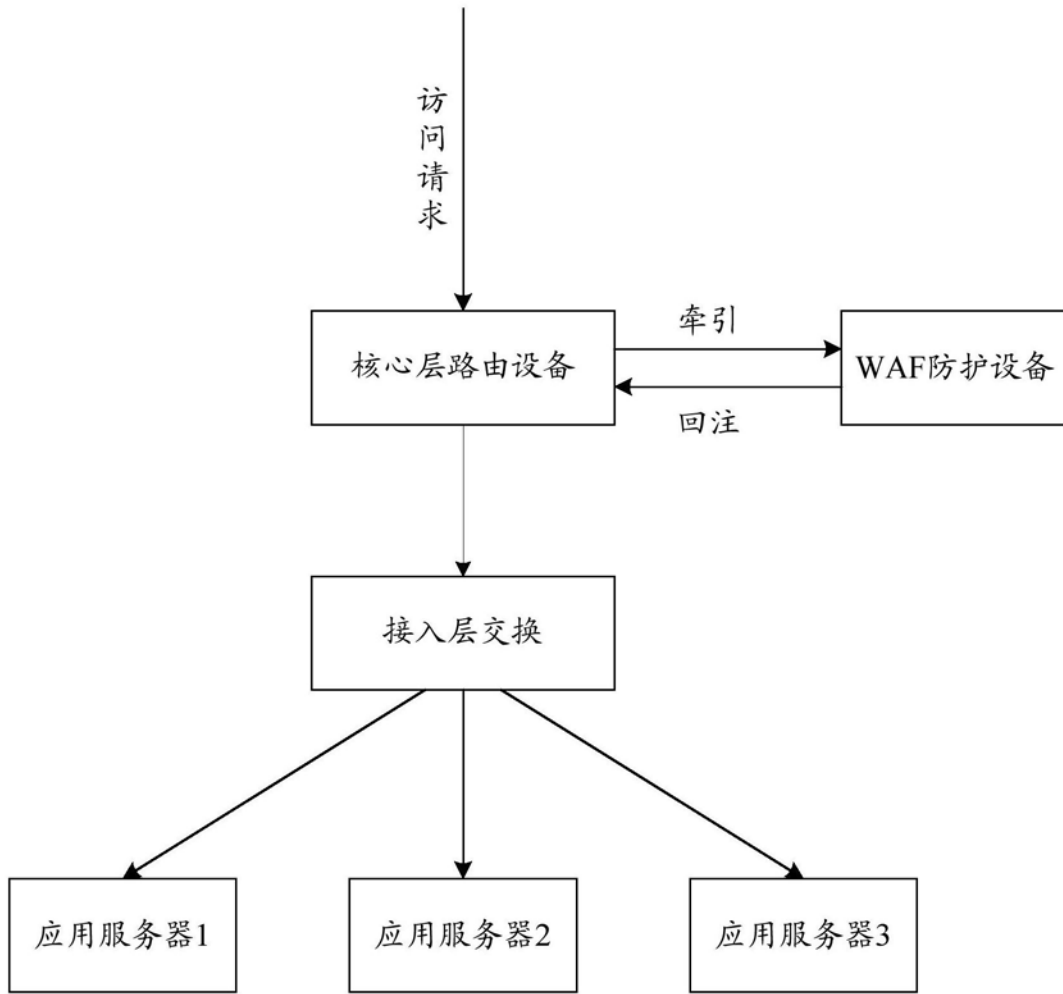 访问请求
牵引
核心层路由设备
WAF防护设备
回注
接入层交换
应用服务器1
应用服务器2
应用服务器3